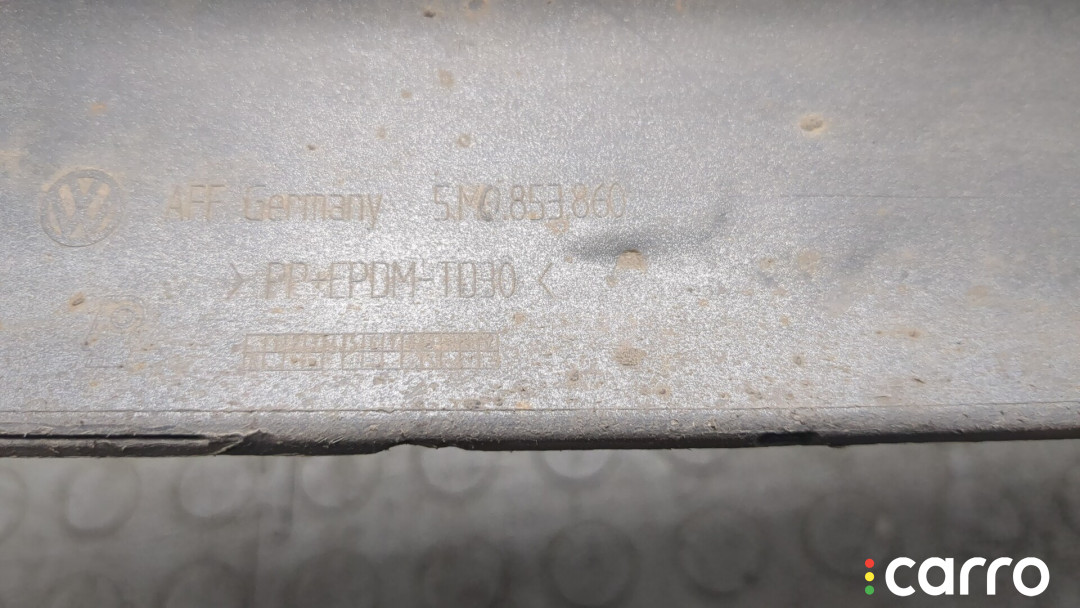 AFF Germany 5M0.853.860
> PP+EPDM-TD30 <
carro